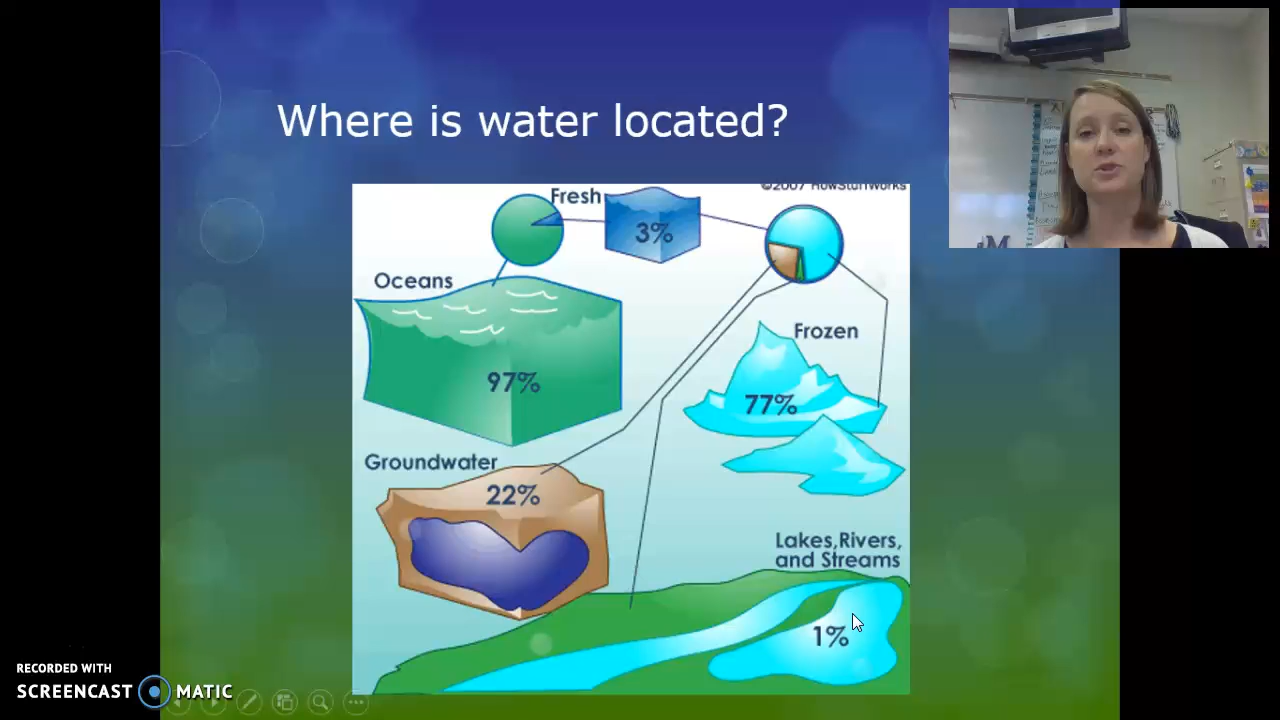 Where is water located?
©2007 HowStuffWorks
Fresh
3%
Oceans
97%
Frozen
77%
Groundwater
22%
Lakes, Rivers,
and Streams
1%
RECORDED WITH
SCREENCAST MATIC